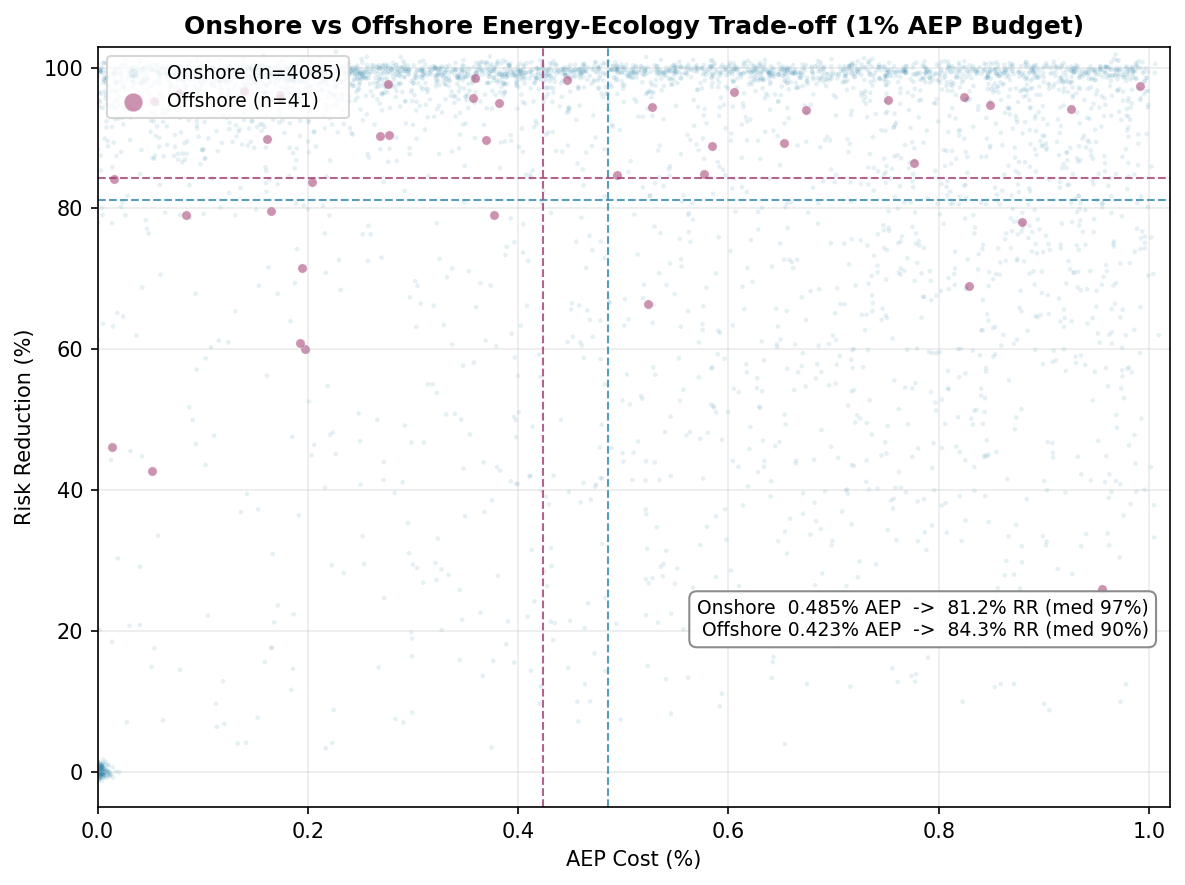 Onshore vs Offshore Energy-Ecology Trade-off (1% AEP Budget)
Onshore (n=4085)
Offshore (n=41)
100
80
60
40
20
0
Risk Reduction (%)
Onshore 0.485% AEP -> 81.2% RR (med 97%)
Offshore 0.423% AEP -> 84.3% RR (med 90%)
0.0 0.2 0.4 0.6 0.8 1.0
AEP Cost (%)